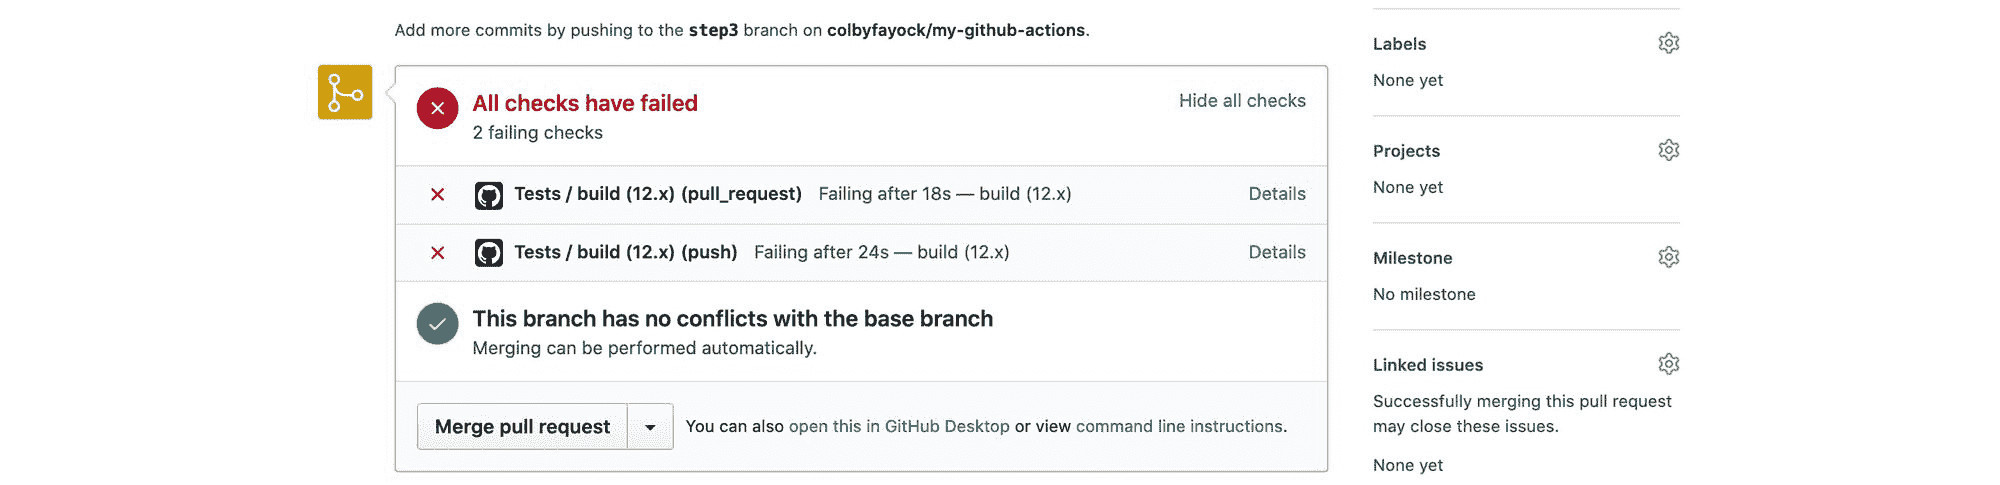 Add more commits by pushing to the step3 branch on colbyfayock/my-github-actions.
All checks have failed
Hide all checks
2 failing checks
Tests / build (12.x) (pull_request) Failing after 18s — build (12.x) Details
Tests / build (12.x) (push) Failing after 24s — build (12.x) Details
This branch has no conflicts with the base branch
Merging can be performed automatically.
Merge pull request You can also open this in GitHub Desktop or view command line instructions.
Labels
None yet
Projects
None yet
Milestone
No milestone
Linked issues
Successfully merging this pull request
may close these issues.
None yet